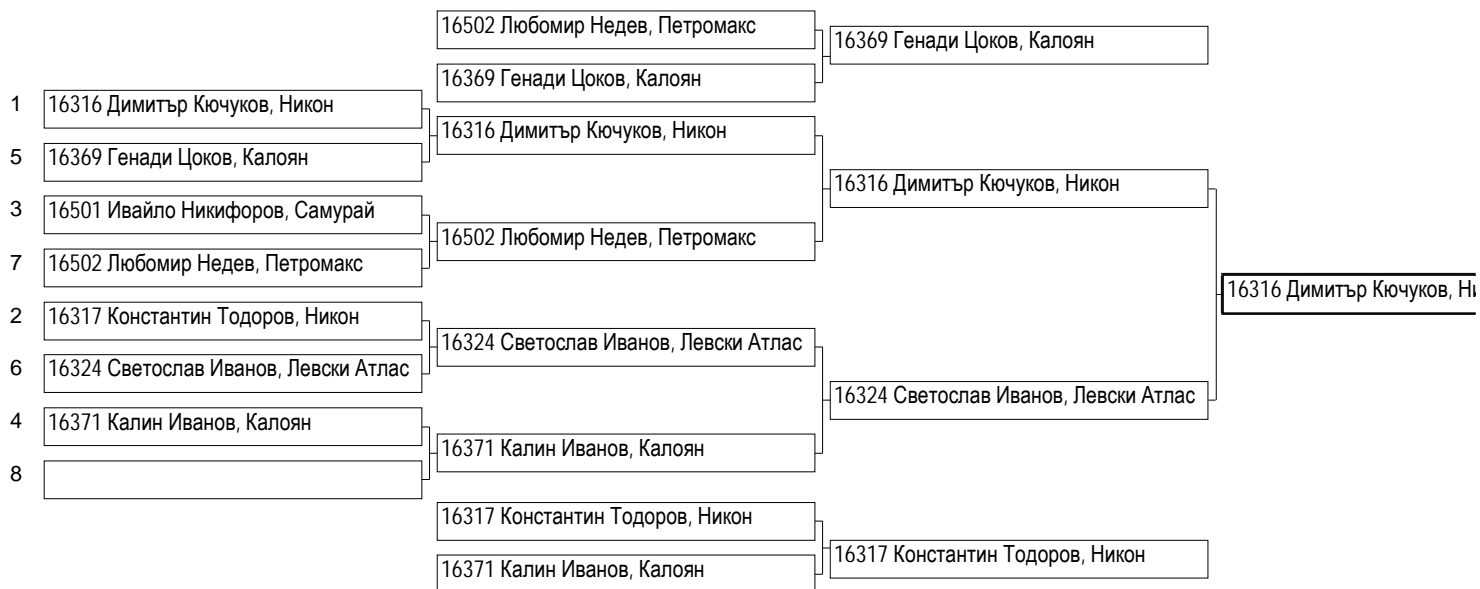 16502 Любомир Недев, Петромакс
16369 Генади Цоков, Калоян
16369 Генади Цоков, Калоян
1 16316 Димитър Кючуков, Никон
16316 Димитър Кючуков, Никон
5 16369 Генади Цоков, Калоян
16316 Димитър Кючуков, Никон
3 16501 Ивайло Никифоров, Самурай
16502 Любомир Недев, Петромакс
7 16502 Любомир Недев, Петромакс
16316 Димитър Кючуков,
2 16317 Константин Тодоров, Никон
16324 Светослав Иванов, Левски Атлас
6 16324 Светослав Иванов, Левски Атлас
16324 Светослав Иванов, Левски Атлас
4 16371 Калин Иванов, Калоян
16371 Калин Иванов, Калоян
8
16317 Константин Тодоров, Никон
16317 Константин Тодоров, Никон
16371 Калин Иванов, Калоян